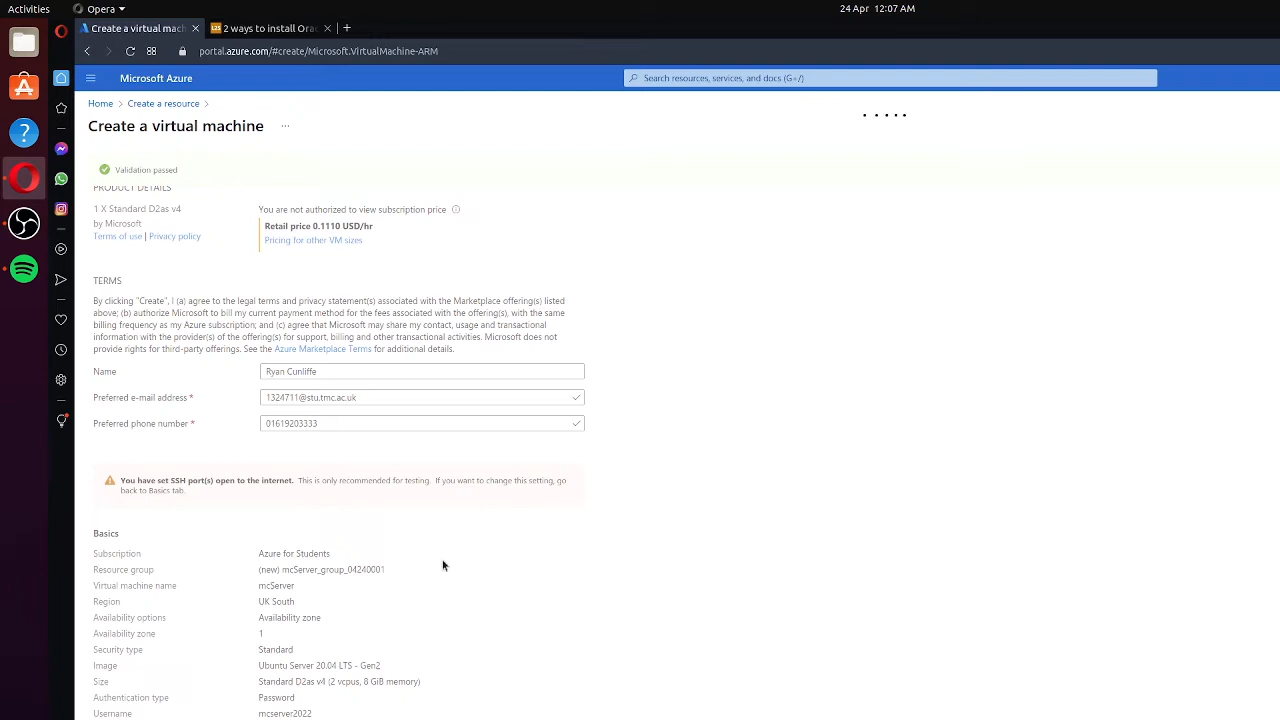 Activities
Opera
24 Apr 12:07 AM
Create a virtual mach
2 ways to install Orac
portal.azure.com/#create/Microsoft.VirtualMachine-ARM
Microsoft Azure
Search resources, services, and docs (G+/)
Home > Create a resource >
Create a virtual machine ...
Validation passed
PRODUCT DETAILS
1 X Standard D2as v4
by Microsoft
Terms of use | Privacy policy
You are not authorized to view subscription price
Retail price 0.1110 USD/hr
Pricing for other VM sizes
TERMS
By clicking "Create", I (a) agree to the legal terms and privacy statement(s) associated with the Marketplace offering(s) listed
above; (b) authorize Microsoft to bill my current payment method for the fees associated with the offering(s), with the same
billing frequency as my Azure subscription; and (c) agree that Microsoft may share my contact, usage and transactional
information with the provider(s) of the offering(s) for support, billing and other transactional activities. Microsoft does not
provide rights for third-party offerings. See the Azure Marketplace Terms for additional details.
Name Ryan Cunliffe
Preferred e-mail address * 1324711@stu.tmc.ac.uk
Preferred phone number * 01619203333
You have set SSH port(s) open to the internet. This is only recommended for testing. If you want to change this setting, go
back to Basics tab.
Basics
Subscription Azure for Students
Resource group (new) mcServer_group_04240001
Virtual machine name mcServer
Region UK South
Availability options Availability zone
Availability zone 1
Security type Standard
Image Ubuntu Server 20.04 LTS - Gen2
Size Standard D2as v4 (2 vcpus, 8 GiB memory)
Authentication type Password
Username mcserver2022